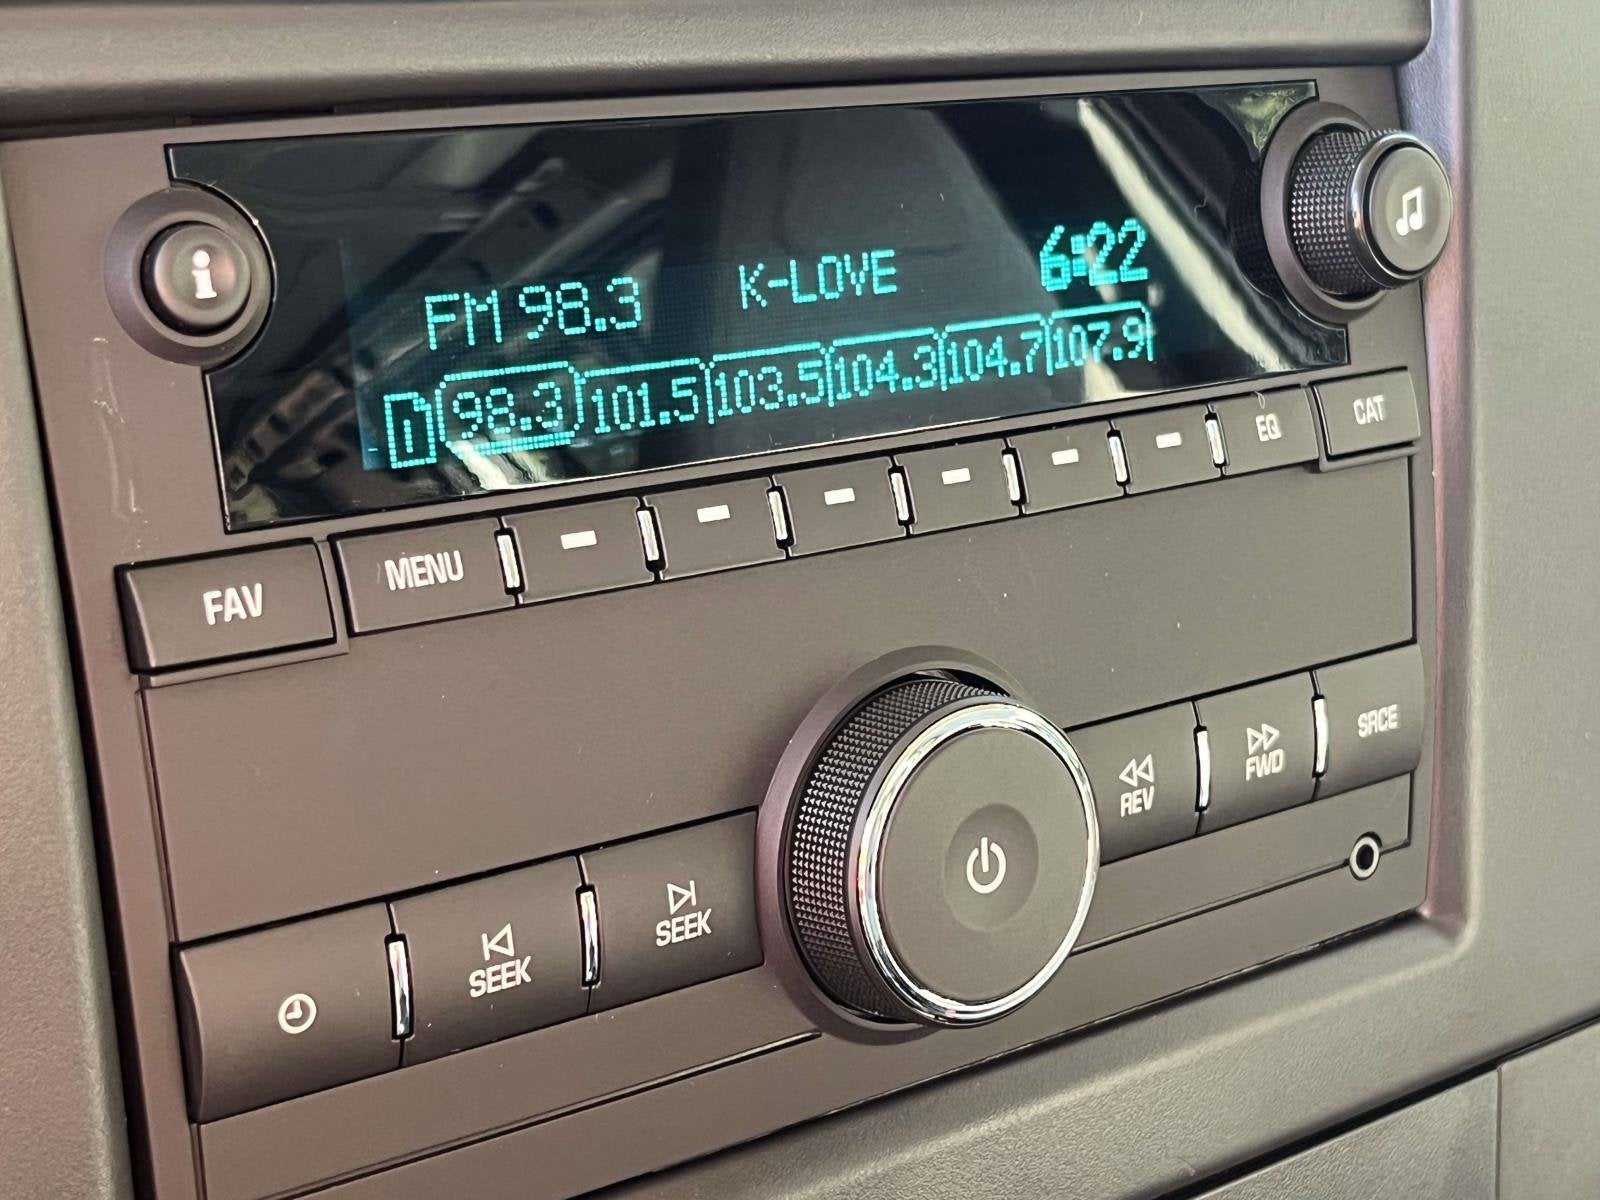 i
FM 98.3 K-LOVE 6:22
1 98.3 101.5 103.5 104.3 104.7 107.9
EQ CAT
FAV MENU
REV FWD SRCE
SEEK SEEK